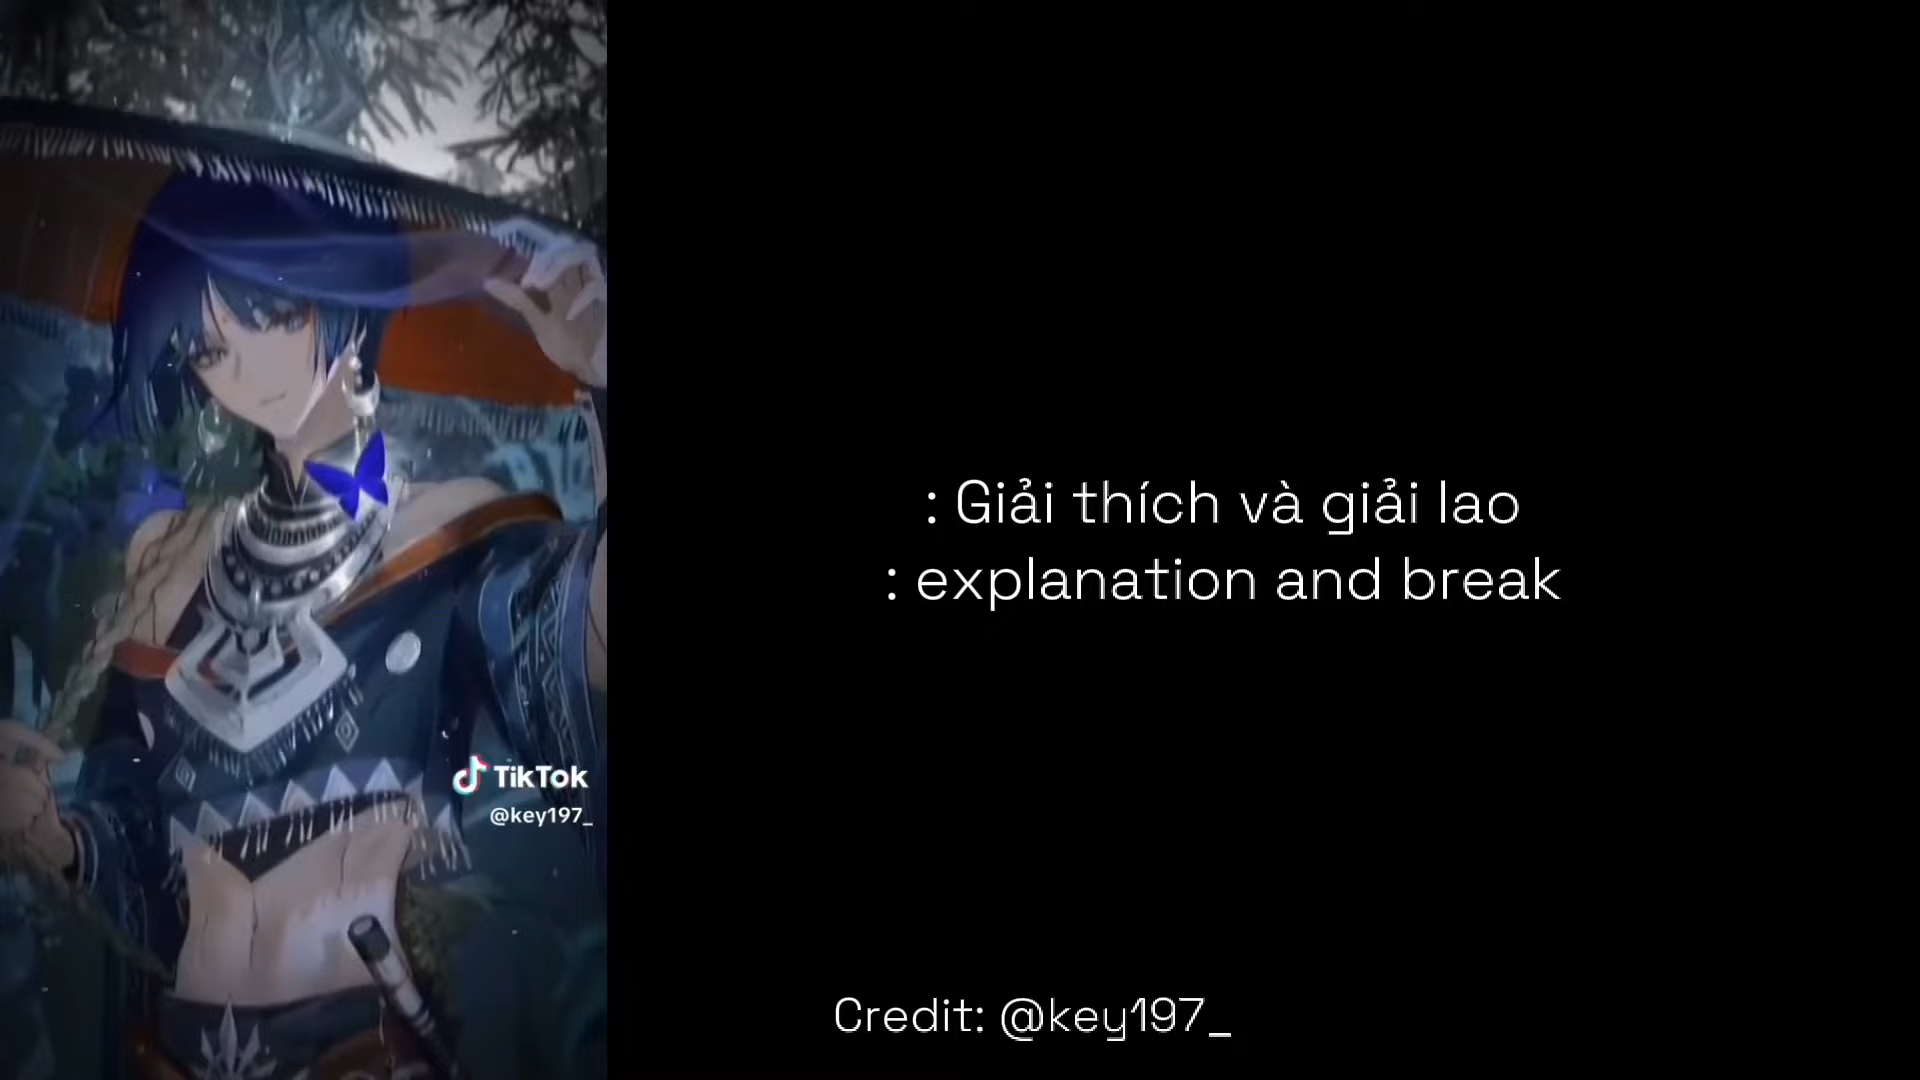 TikTok
@key197_
: Giải thích và giải lao
: explanation and break
Credit: @key197_